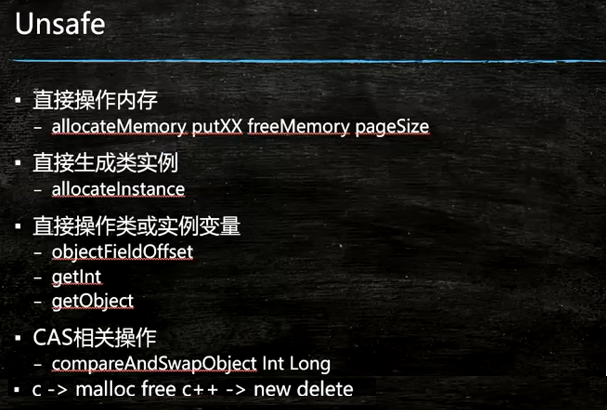 Unsafe
▪ 直接操作内存
– allocateMemory putXX freeMemory pageSize
▪ 直接生成类实例
– allocateInstance
▪ 直接操作类或实例变量
– objectFieldOffset
– getInt
– getObject
▪ CAS相关操作
– compareAndSwapObject Int Long
▪ c -> malloc free c++ -> new delete